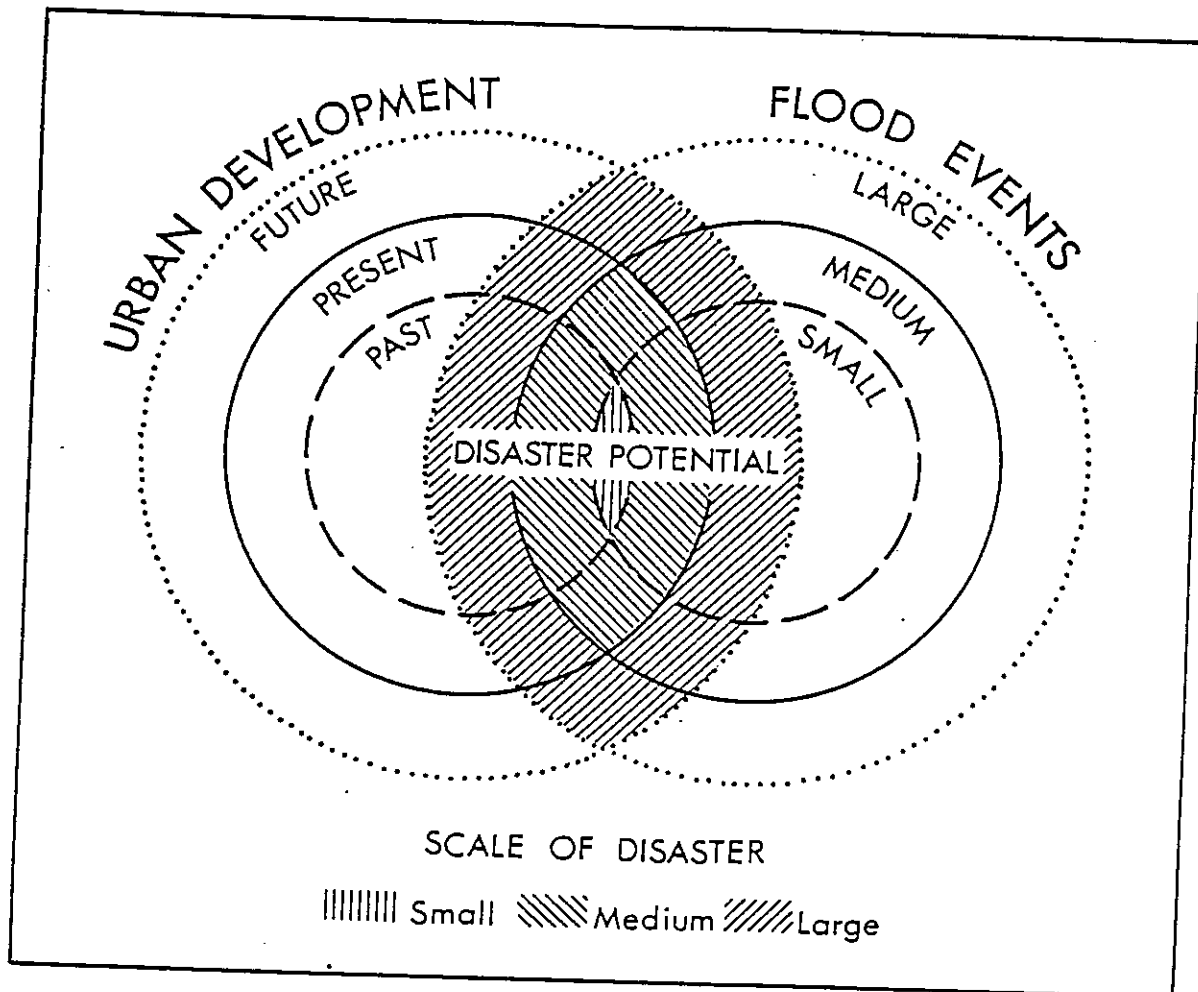 URBAN DEVELOPMENT
FLOOD EVENTS
FUTURE
LARGE
PRESENT
MEDIUM
PAST
SMALL
DISASTER POTENTIAL
SCALE OF DISASTER
Small Medium Large